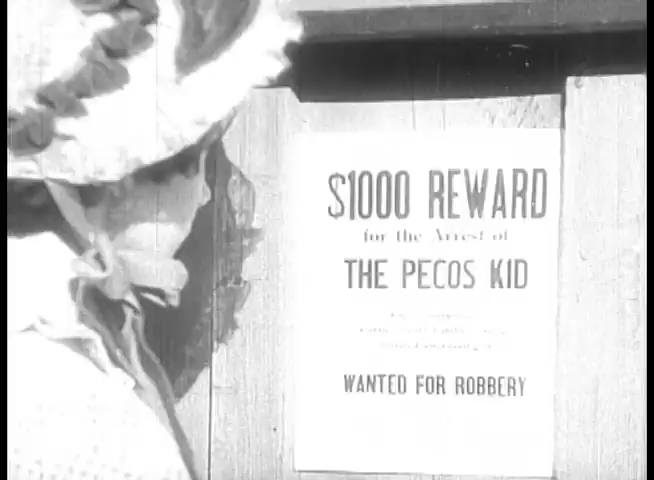 $1000 REWARD
for the Arrest of
THE PECOS KID
WANTED FOR ROBBERY